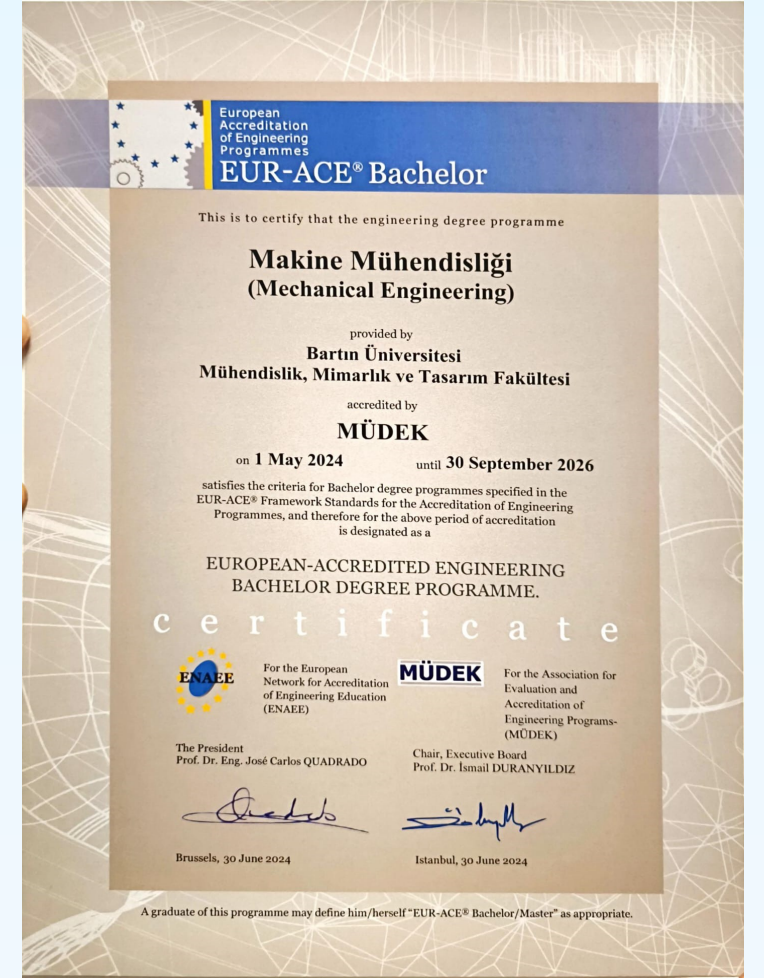 European
Accreditation
of Engineering
Programmes
EUR-ACE® Bachelor
This is to certify that the engineering degree programme
Makine Mühendisliği
(Mechanical Engineering)
provided by
Bartın Üniversitesi
Mühendislik, Mimarlık ve Tasarım Fakültesi
accredited by
MÜDEK
on 1 May 2024 until 30 September 2026
satisfies the criteria for Bachelor degree programmes specified in the
EUR-ACE® Framework Standards for the Accreditation of Engineering
Programmes, and therefore for the above period of accreditation
is designated as a
EUROPEAN-ACCREDITED ENGINEERING
BACHELOR DEGREE PROGRAMME.
certificate
ENAEE
For the European
Network for Accreditation
of Engineering Education
(ENAEE)
MÜDEK
For the Association for
Evaluation and
Accreditation of
Engineering Programs-
(MÜDEK)
The President
Prof. Dr. Eng. José Carlos QUADRADO
Chair, Executive Board
Prof. Dr. İsmail DURANYILDIZ
Brussels, 30 June 2024
Istanbul, 30 June 2024
A graduate of this programme may define him/herself “EUR-ACE® Bachelor/Master” as appropriate.